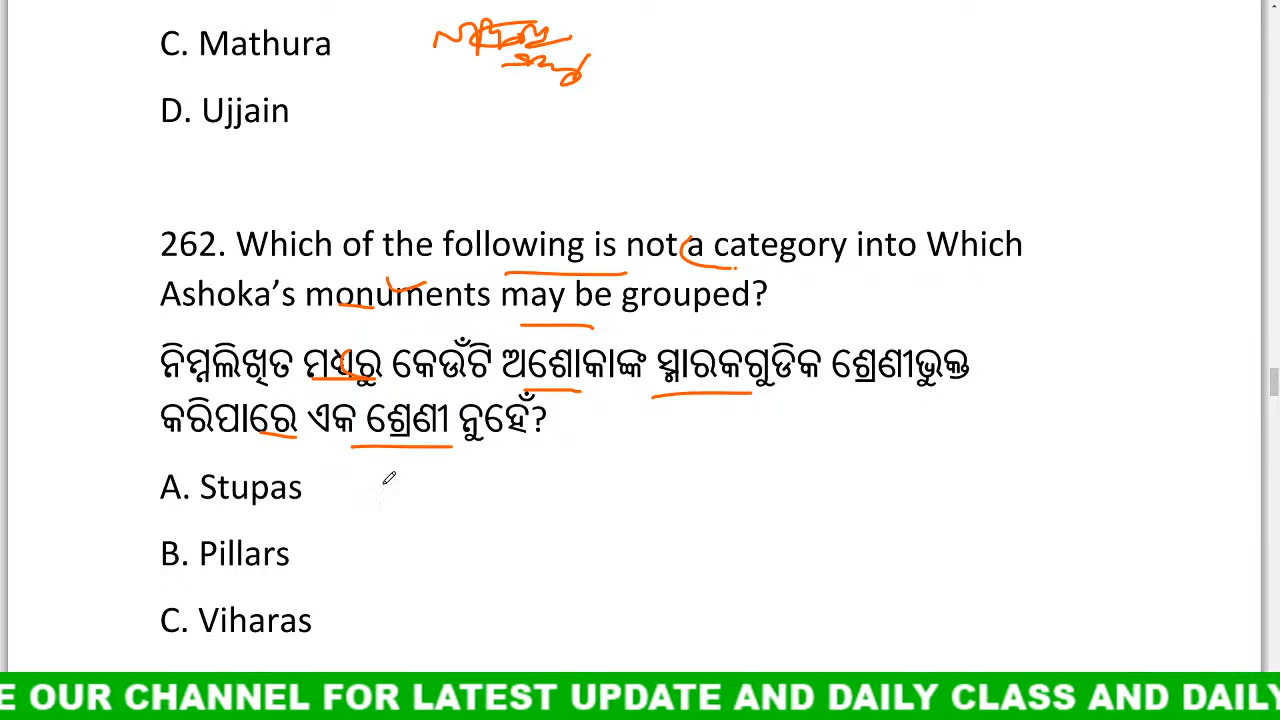 C. Mathura
D. Ujjain
262. Which of the following is not a category into Which
Ashoka’s monuments may be grouped?
ନିମ୍ନଲିଖିତ ମଧ୍ୟରୁ କେଉଁଟି ଅଶୋକାଙ୍କ ସ୍ମାରକଗୁଡିକ ଶ୍ରେଣୀଭୁକ୍ତ
କରିପାରେ ଏକ ଶ୍ରେଣୀ ନୁହେଁ?
A. Stupas
B. Pillars
C. Viharas
E OUR CHANNEL FOR LATEST UPDATE AND DAILY CLASS AND DAILY